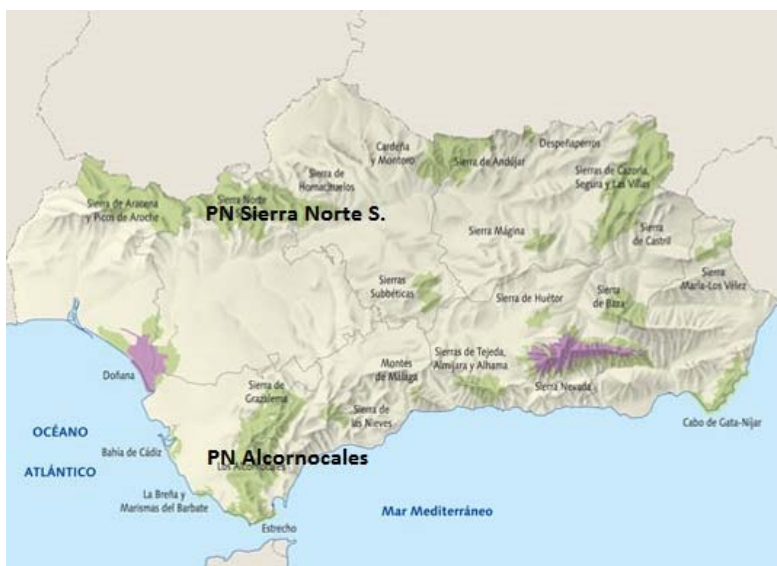 Cardeña
y Montoro
Despeñaperros
Sierra de Andújar
Sierra de
Hornachuelos
Sierras de Cazorla,
Segura y Las Villas
Sierra de Aracena
y Picos de Aroche
Sierra Norte
PN Sierra Norte S.
Sierra Mágina
Sierra
de Castril
Sierras
Subbéticas
Sierra
María-Los Vélez
Sierra de Huétor
Sierra
de Baza
Doñana
Montes
de Málaga
Sierras de Tejeda,
Almijara y Alhama
Sierra Nevada
Sierra de
Grazalema
Sierra de
las Nieves
Cabo de Gata-Níjar
OCÉANO
ATLÁNTICO
Bahía de Cádiz
PN Alcornocales
Los Alcornocales
La Breña y
Marismas del Barbate
Estrecho
Mar Mediterráneo